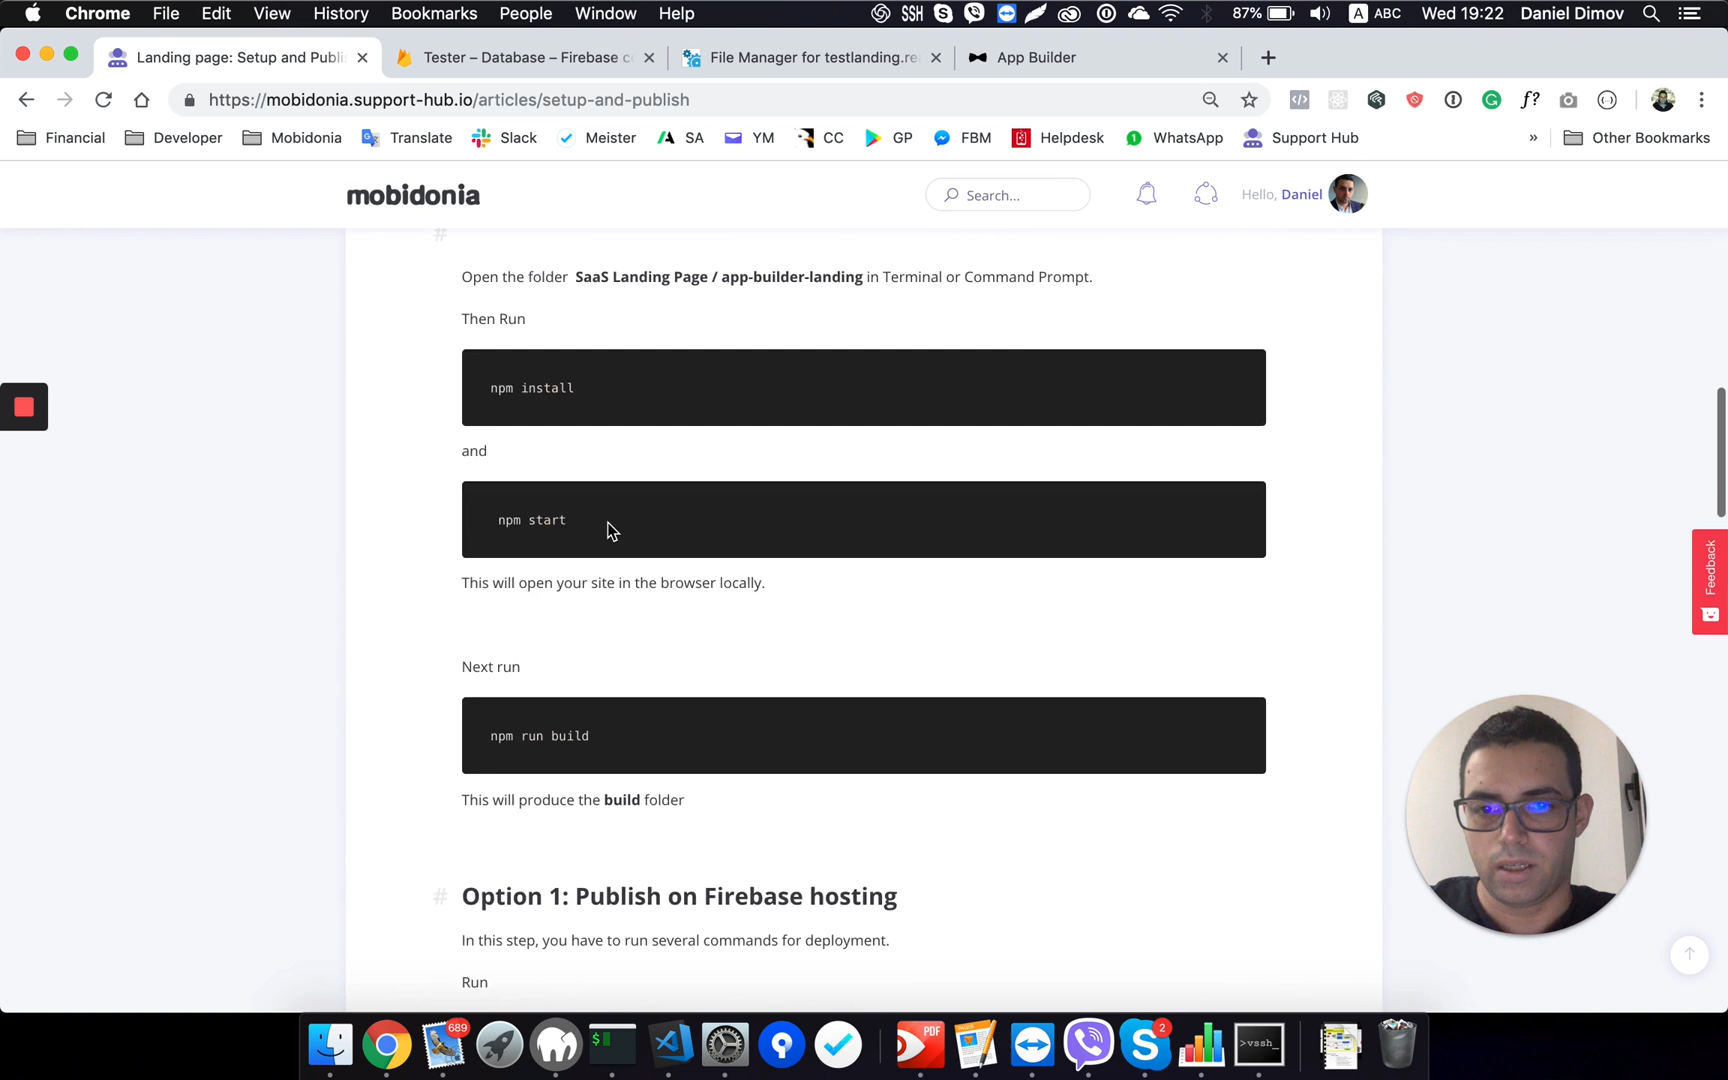 Chrome File Edit View History Bookmarks People Window Help SSH 87% A ABC Wed 19:22 Daniel Dimov
Landing page: Setup and Publi Tester – Database – Firebase co File Manager for testlanding.re App Builder
https://mobidonia.support-hub.io/articles/setup-and-publish f?
Financial Developer Mobidonia Translate Slack Meister SA YM CC GP FBM Helpdesk WhatsApp Support Hub » Other Bookmarks
mobidonia Search... Hello, Daniel
#
Open the folder SaaS Landing Page / app-builder-landing in Terminal or Command Prompt.
Then Run
npm install
and
npm start
This will open your site in the browser locally.
Feedback
Next run
npm run build
This will produce the build folder
# Option 1: Publish on Firebase hosting
In this step, you have to run several commands for deployment.
Run
689 $ PDF 2 >vssh_